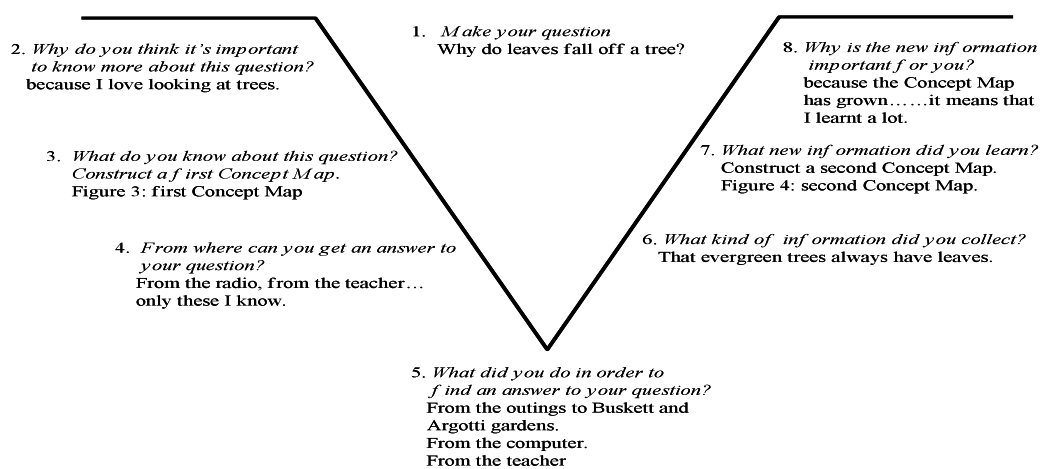 1. Make your question
Why do leaves fall off a tree?
2. Why do you think it's important
to know more about this question?
because I love looking at trees.
3. What do you know about this question?
Construct a first Concept Map.
Figure 3: first Concept Map
4. From where can you get an answer to
your question?
From the radio, from the teacher…
only these I know.
5. What did you do in order to
find an answer to your question?
From the outings to Buskett and
Argotti gardens.
From the computer.
From the teacher
6. What kind of information did you collect?
That evergreen trees always have leaves.
7. What new information did you learn?
Construct a second Concept Map.
Figure 4: second Concept Map.
8. Why is the new information
important for you?
because the Concept Map
has grown……it means that
I learnt a lot.